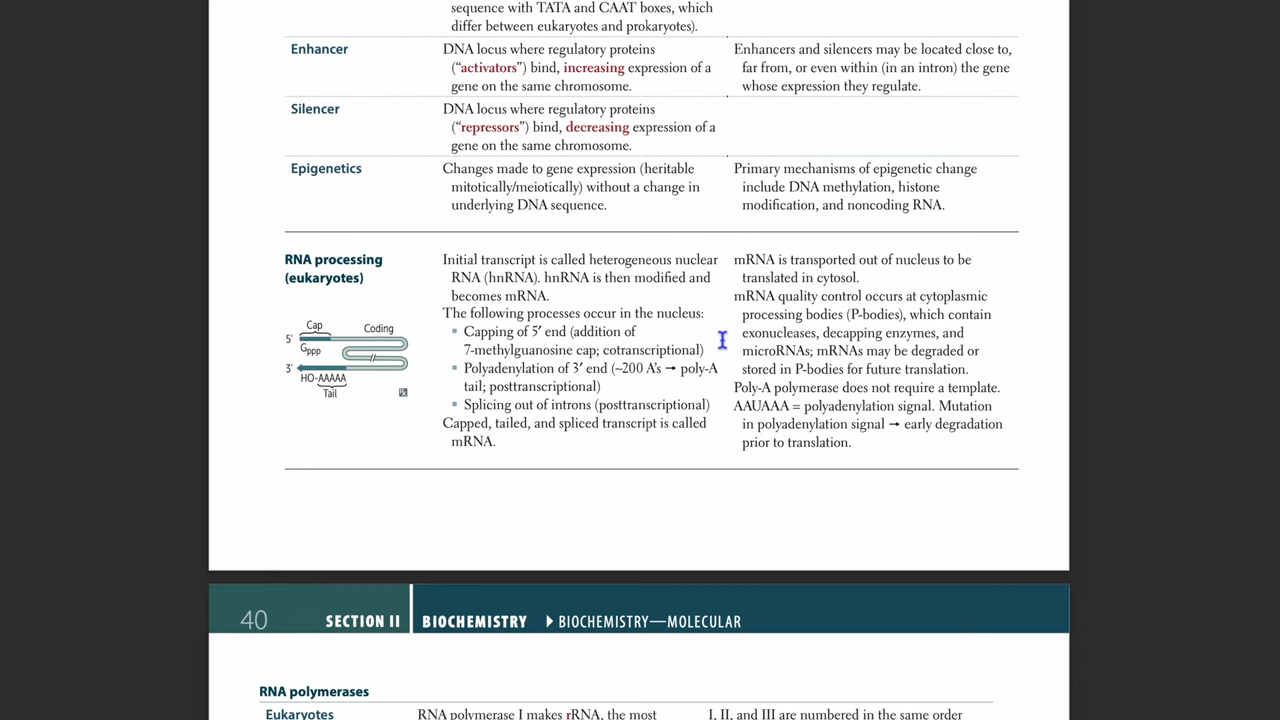 sequence with TATA and CAAT boxes, which
differ between eukaryotes and prokaryotes).
Enhancer
DNA locus where regulatory proteins
(“activators”) bind, increasing expression of a
gene on the same chromosome.
Enhancers and silencers may be located close to,
far from, or even within (in an intron) the gene
whose expression they regulate.
Silencer
DNA locus where regulatory proteins
(“repressors”) bind, decreasing expression of a
gene on the same chromosome.
Epigenetics
Changes made to gene expression (heritable
mitotically/meiotically) without a change in
underlying DNA sequence.
Primary mechanisms of epigenetic change
include DNA methylation, histone
modification, and noncoding RNA.
RNA processing
(eukaryotes)
Cap
Coding
5′
Gppp
3′
HO-AAAAA
Tail
Initial transcript is called heterogeneous nuclear
RNA (hnRNA). hnRNA is then modified and
becomes mRNA.
The following processes occur in the nucleus:
▪ Capping of 5′ end (addition of
7-methylguanosine cap; cotranscriptional)
▪ Polyadenylation of 3′ end (~200 A’s → poly-A
tail; posttranscriptional)
▪ Splicing out of introns (posttranscriptional)
Capped, tailed, and spliced transcript is called
mRNA.
mRNA is transported out of nucleus to be
translated in cytosol.
mRNA quality control occurs at cytoplasmic
processing bodies (P-bodies), which contain
exonucleases, decapping enzymes, and
microRNAs; mRNAs may be degraded or
stored in P-bodies for future translation.
Poly-A polymerase does not require a template.
AAUAAA = polyadenylation signal. Mutation
in polyadenylation signal → early degradation
prior to translation.
40 SECTION II BIOCHEMISTRY ▶ BIOCHEMISTRY—MOLECULAR
RNA polymerases
Eukaryotes
RNA polymerase I makes rRNA, the most
I, II, and III are numbered in the same order